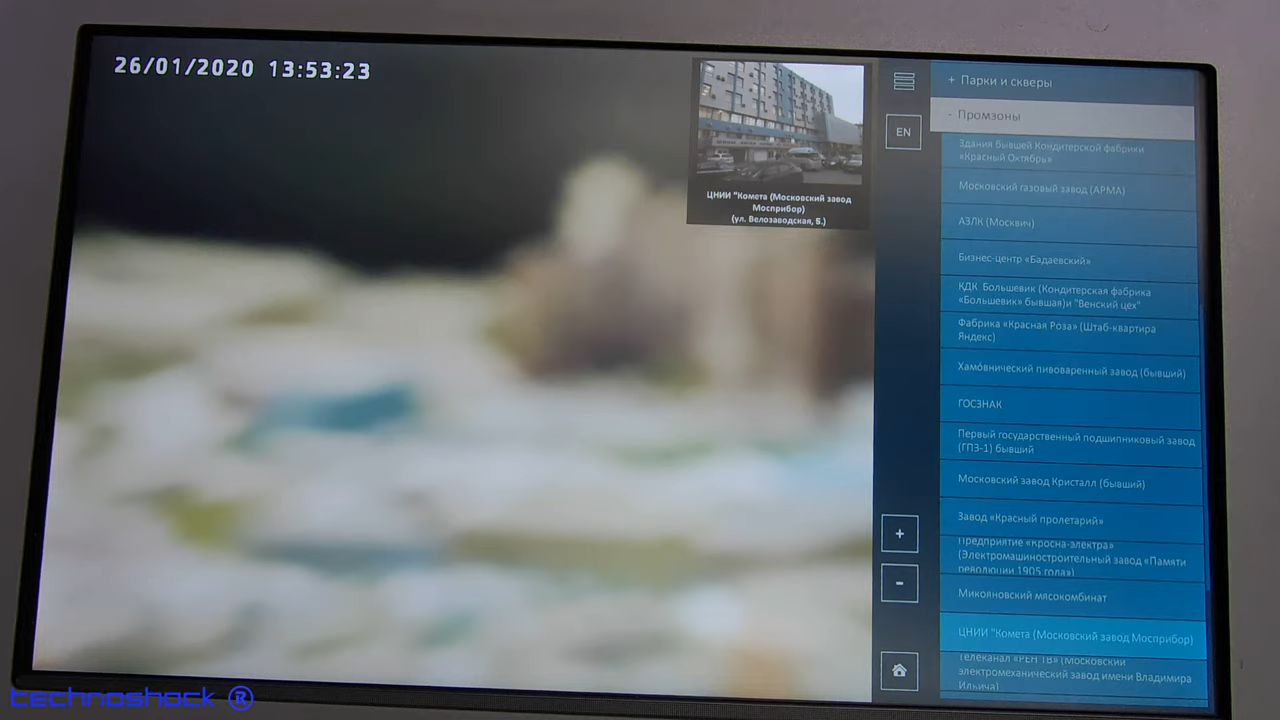 26/01/2020 13:53:23
ЦНИИ "Комета (Московский завод
Мосприбор)
(ул. Велозаводская, 5.)
EN
+
-
+ Парки и скверы
- Промзоны
Здания бывшей Кондитерской фабрики
«Красный Октябрь»
Московский газовый завод (АРМА)
АЗЛК (Москвич)
Бизнес-центр «Бадаевский»
КДК Большевик (Кондитерская фабрика
«Большевик» бывшая)и "Венский цех"
Фабрика «Красная Роза» (Штаб-квартира
Яндекс)
Хамо́внический пивоваренный завод (бывший)
ГОСЗНАК
Первый государственный подшипниковый завод
(ГПЗ-1) бывший
Московский завод Кристалл (бывший)
Завод «Красный пролетарий»
Предприятие «Кросна-электра»
(Электромашиностроительный завод «Памяти
революции 1905 года»)
Микояновский мясокомбинат
ЦНИИ "Комета (Московский завод Мосприбор)
Телеканал «РЕН ТВ» (Московский
электромеханический завод имени Владимира
Ильича)
technoshock ®